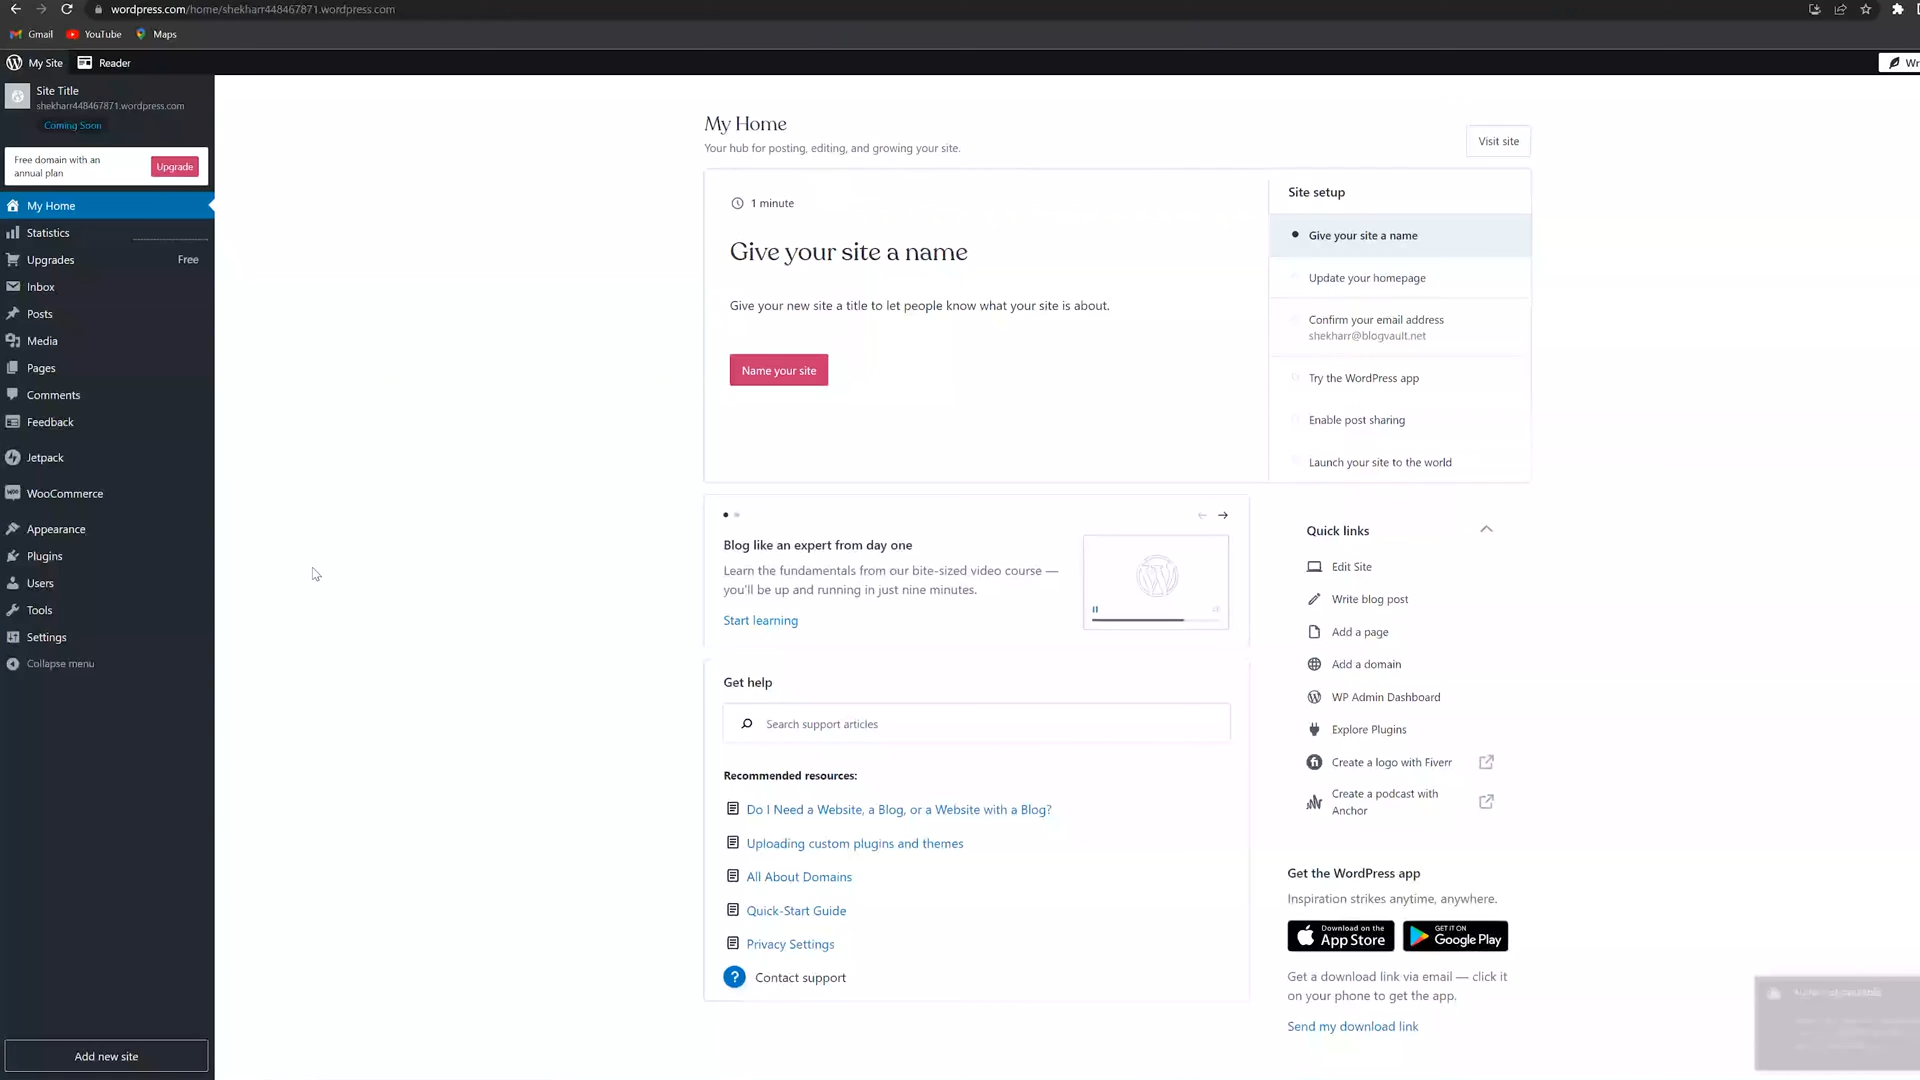 wordpress.com/home/shekharr448467871.wordpress.com
Gmail YouTube Maps
My Site Reader
Wr
Site Title
shekharr448467871.wordpress.com
Coming Soon
Free domain with an
annual plan
Upgrade
My Home
Statistics
Upgrades Free
Inbox
Posts
Media
Pages
Comments
Feedback
Jetpack
WooCommerce
Appearance
Plugins
Users
Tools
Settings
Collapse menu
Add new site
My Home
Your hub for posting, editing, and growing your site.
Visit site
1 minute
Give your site a name
Give your new site a title to let people know what your site is about.
Name your site
Site setup
Give your site a name
Update your homepage
Confirm your email address
shekharr@blogvault.net
Try the WordPress app
Enable post sharing
Launch your site to the world
Blog like an expert from day one
Learn the fundamentals from our bite-sized video course —
you'll be up and running in just nine minutes.
Start learning
Get help
Search support articles
Recommended resources:
Do I Need a Website, a Blog, or a Website with a Blog?
Uploading custom plugins and themes
All About Domains
Quick-Start Guide
Privacy Settings
? Contact support
Quick links
Edit Site
Write blog post
Add a page
Add a domain
WP Admin Dashboard
Explore Plugins
Create a logo with Fiverr
Create a podcast with
Anchor
Get the WordPress app
Inspiration strikes anytime, anywhere.
Download on the
App Store
GET IT ON
Google Play
Get a download link via email — click it
on your phone to get the app.
Send my download link